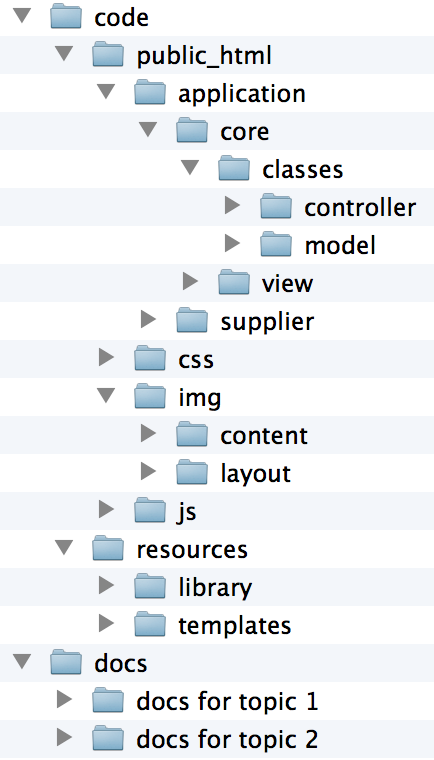 code
public_html
application
core
classes
controller
model
view
supplier
css
img
content
layout
js
resources
library
templates
docs
docs for topic 1
docs for topic 2